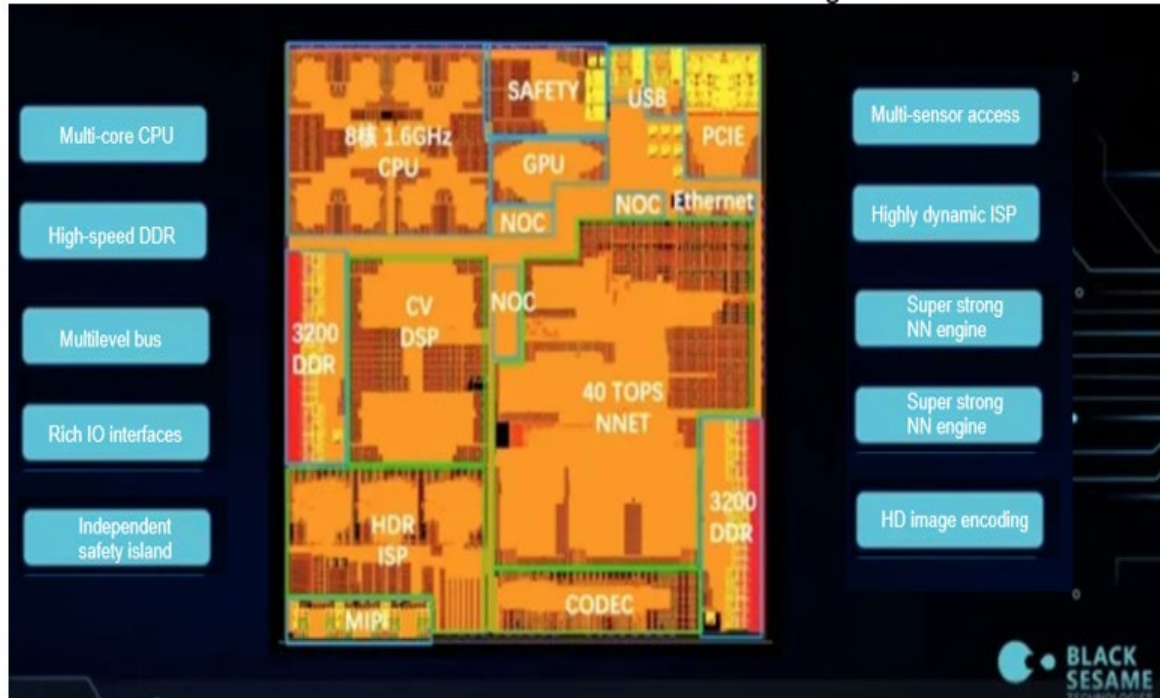 Multi-core CPU
High-speed DDR
Multilevel bus
Rich IO interfaces
Independent
safety island
8核 1.6GHz
CPU
SAFETY
USB
PCIE
GPU
NOC
NOC
Ethernet
3200
DDR
CV
DSP
NOC
40 TOPS
NNET
HDR
ISP
3200
DDR
MIPI
CODEC
Multi-sensor access
Highly dynamic ISP
Super strong
NN engine
Super strong
NN engine
HD image encoding
BLACK
SESAME